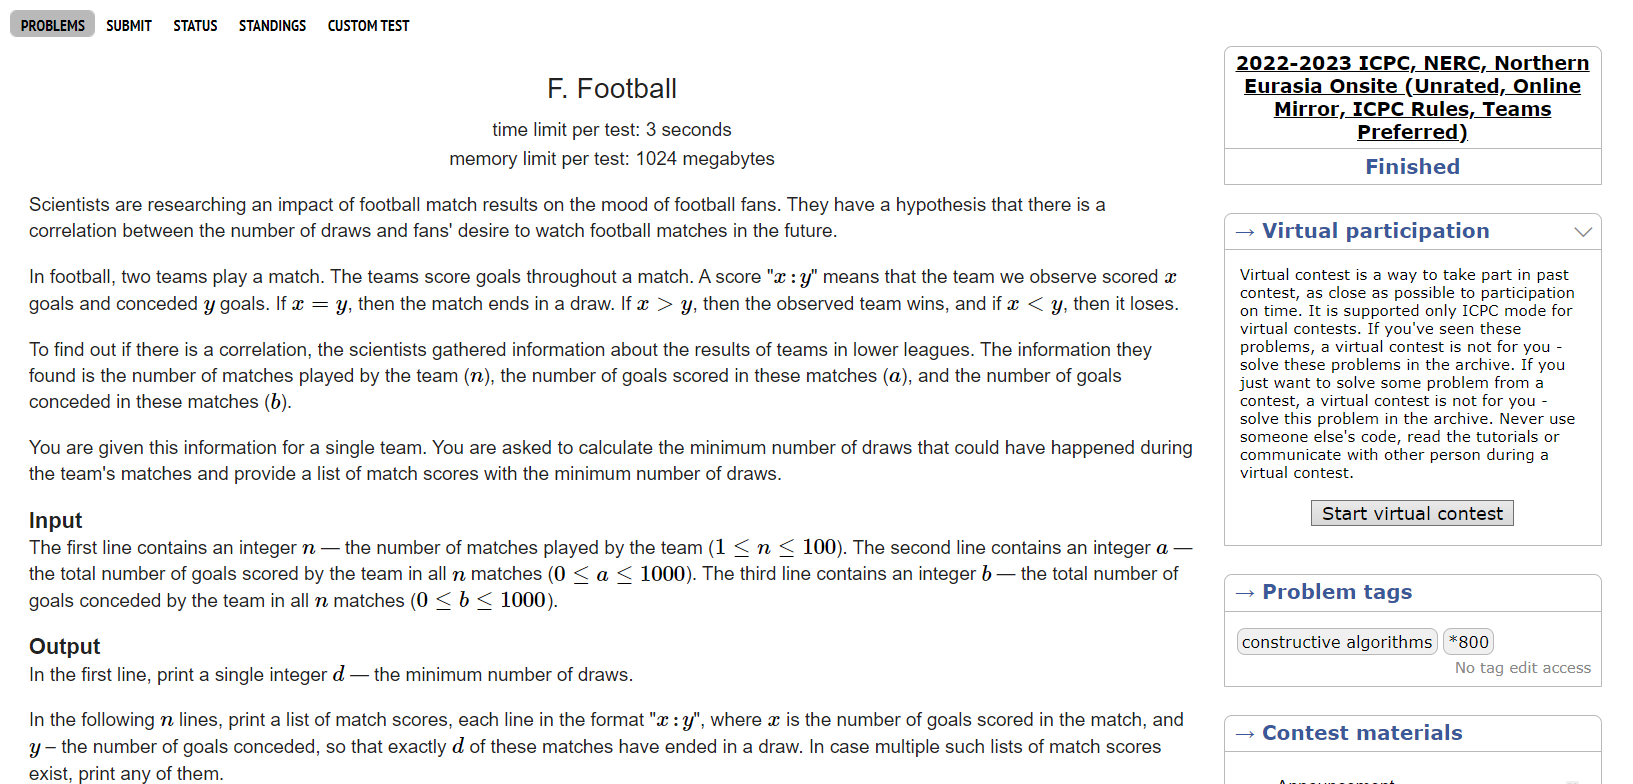 PROBLEMS SUBMIT STATUS STANDINGS CUSTOM TEST
F. Football
time limit per test: 3 seconds
memory limit per test: 1024 megabytes
Scientists are researching an impact of football match results on the mood of football fans. They have a hypothesis that there is a
correlation between the number of draws and fans' desire to watch football matches in the future.
In football, two teams play a match. The teams score goals throughout a match. A score "x : y" means that the team we observe scored x
goals and conceded y goals. If x = y, then the match ends in a draw. If x > y, then the observed team wins, and if x < y, then it loses.
To find out if there is a correlation, the scientists gathered information about the results of teams in lower leagues. The information they
found is the number of matches played by the team (n), the number of goals scored in these matches (a), and the number of goals
conceded in these matches (b).
You are given this information for a single team. You are asked to calculate the minimum number of draws that could have happened during
the team's matches and provide a list of match scores with the minimum number of draws.
Input
The first line contains an integer n — the number of matches played by the team (1 ≤ n ≤ 100). The second line contains an integer a —
the total number of goals scored by the team in all n matches (0 ≤ a ≤ 1000). The third line contains an integer b — the total number of
goals conceded by the team in all n matches (0 ≤ b ≤ 1000).
Output
In the first line, print a single integer d — the minimum number of draws.
In the following n lines, print a list of match scores, each line in the format "x : y", where x is the number of goals scored in the match, and
y – the number of goals conceded, so that exactly d of these matches have ended in a draw. In case multiple such lists of match scores
exist, print any of them.
2022-2023 ICPC, NERC, Northern
Eurasia Onsite (Unrated, Online
Mirror, ICPC Rules, Teams
Preferred)
Finished
→ Virtual participation
Virtual contest is a way to take part in past
contest, as close as possible to participation
on time. It is supported only ICPC mode for
virtual contests. If you've seen these
problems, a virtual contest is not for you -
solve these problems in the archive. If you
just want to solve some problem from a
contest, a virtual contest is not for you -
solve this problem in the archive. Never use
someone else's code, read the tutorials or
communicate with other person during a
virtual contest.
Start virtual contest
→ Problem tags
constructive algorithms *800
No tag edit access
→ Contest materials